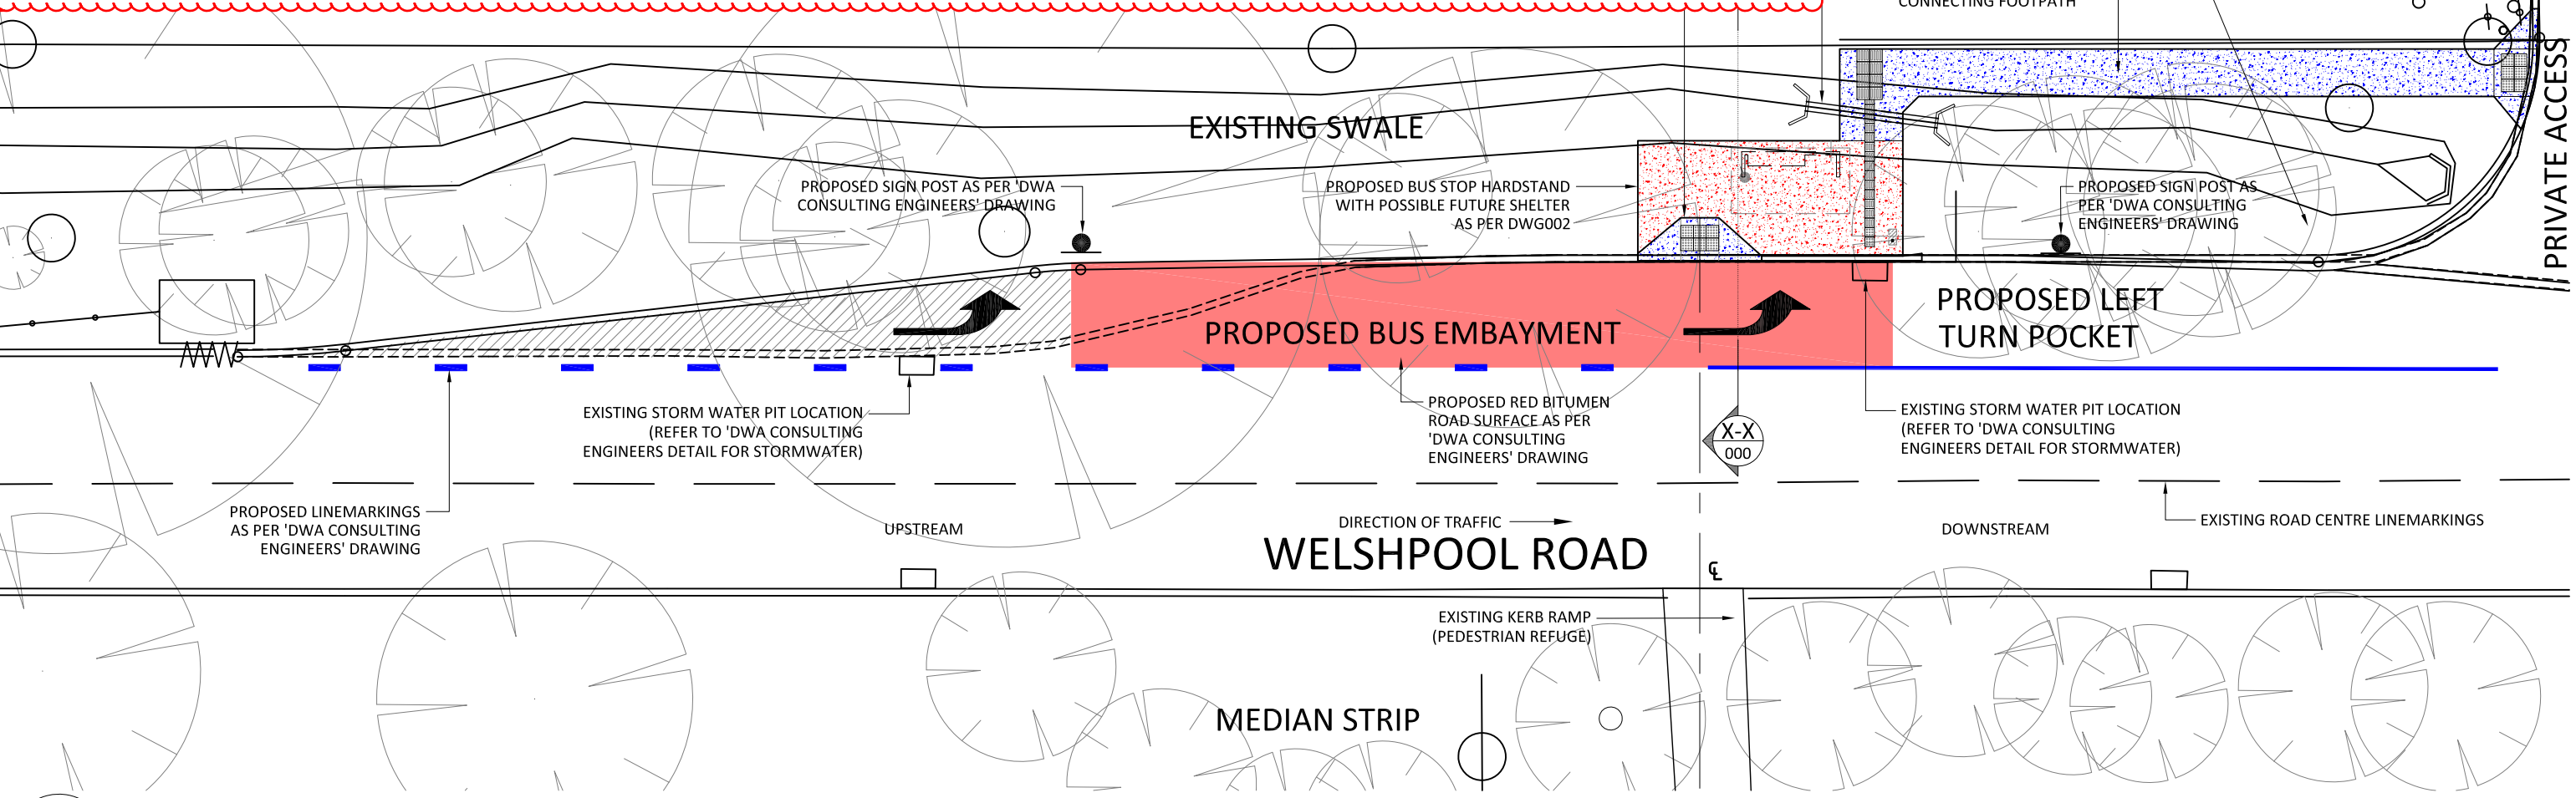 CONNECTING FOOTPATH
PRIVATE ACCESS
EXISTING SWALE
PROPOSED SIGN POST AS PER 'DWA
CONSULTING ENGINEERS' DRAWING
PROPOSED BUS STOP HARDSTAND
WITH POSSIBLE FUTURE SHELTER
AS PER DWG002
PROPOSED SIGN POST AS
PER 'DWA CONSULTING
ENGINEERS' DRAWING
PROPOSED BUS EMBAYMENT
PROPOSED LEFT
TURN POCKET
EXISTING STORM WATER PIT LOCATION
(REFER TO 'DWA CONSULTING
ENGINEERS DETAIL FOR STORMWATER)
PROPOSED RED BITUMEN
ROAD SURFACE AS PER
'DWA CONSULTING
ENGINEERS' DRAWING
X-X
000
EXISTING STORM WATER PIT LOCATION
(REFER TO 'DWA CONSULTING
ENGINEERS DETAIL FOR STORMWATER)
PROPOSED LINEMARKINGS
AS PER 'DWA CONSULTING
ENGINEERS' DRAWING
UPSTREAM
DIRECTION OF TRAFFIC
WELSHPOOL ROAD
DOWNSTREAM
EXISTING ROAD CENTRE LINEMARKINGS
℄
EXISTING KERB RAMP
(PEDESTRIAN REFUGE)
MEDIAN STRIP